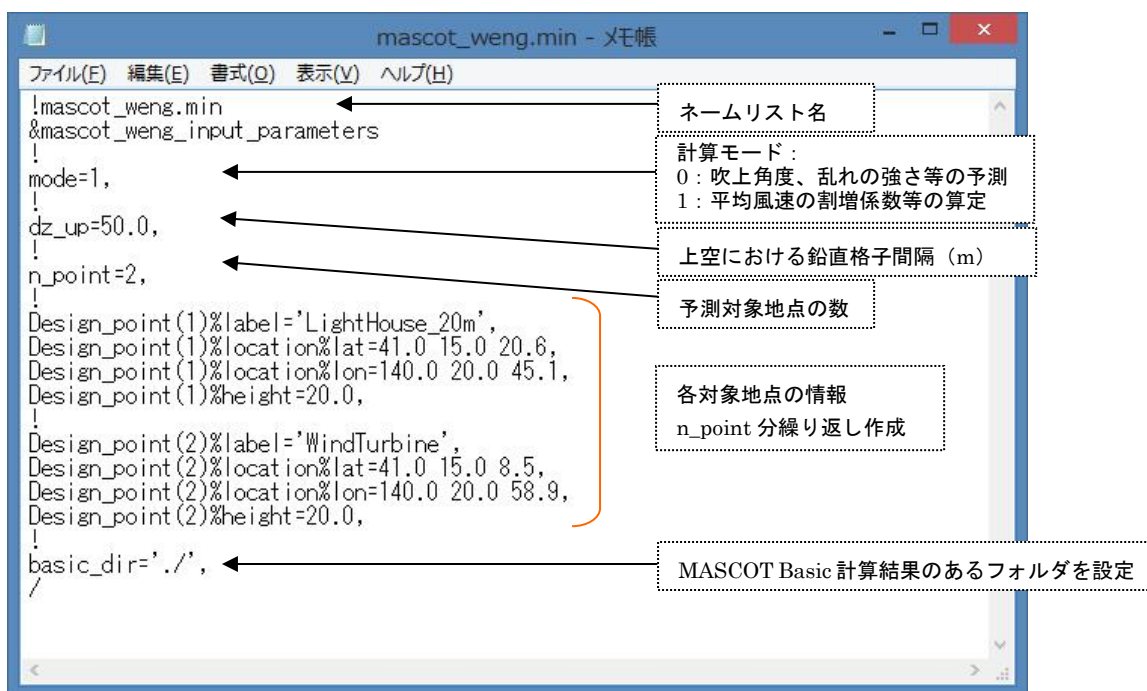 mascot_weng.min - メモ帳
ファイル(F) 編集(E) 書式(O) 表示(V) ヘルプ(H)
!mascot_weng.min
&mascot_weng_input_parameters
!
mode=1,
!
dz_up=50.0,
!
n_point=2,
!
Design_point(1)%label='LightHouse_20m',
Design_point(1)%location%lat=41.0 15.0 20.6,
Design_point(1)%location%lon=140.0 20.0 45.1,
Design_point(1)%height=20.0,
!
Design_point(2)%label='WindTurbine',
Design_point(2)%location%lat=41.0 15.0 8.5,
Design_point(2)%location%lon=140.0 20.0 58.9,
Design_point(2)%height=20.0,
!
basic_dir='./',
/
ネームリスト名
計算モード：
0：吹上角度、乱れの強さ等の予測
1：平均風速の割増係数等の算定
上空における鉛直格子間隔（m）
予測対象地点の数
各対象地点の情報
n_point 分繰り返し作成
MASCOT Basic 計算結果のあるフォルダを設定